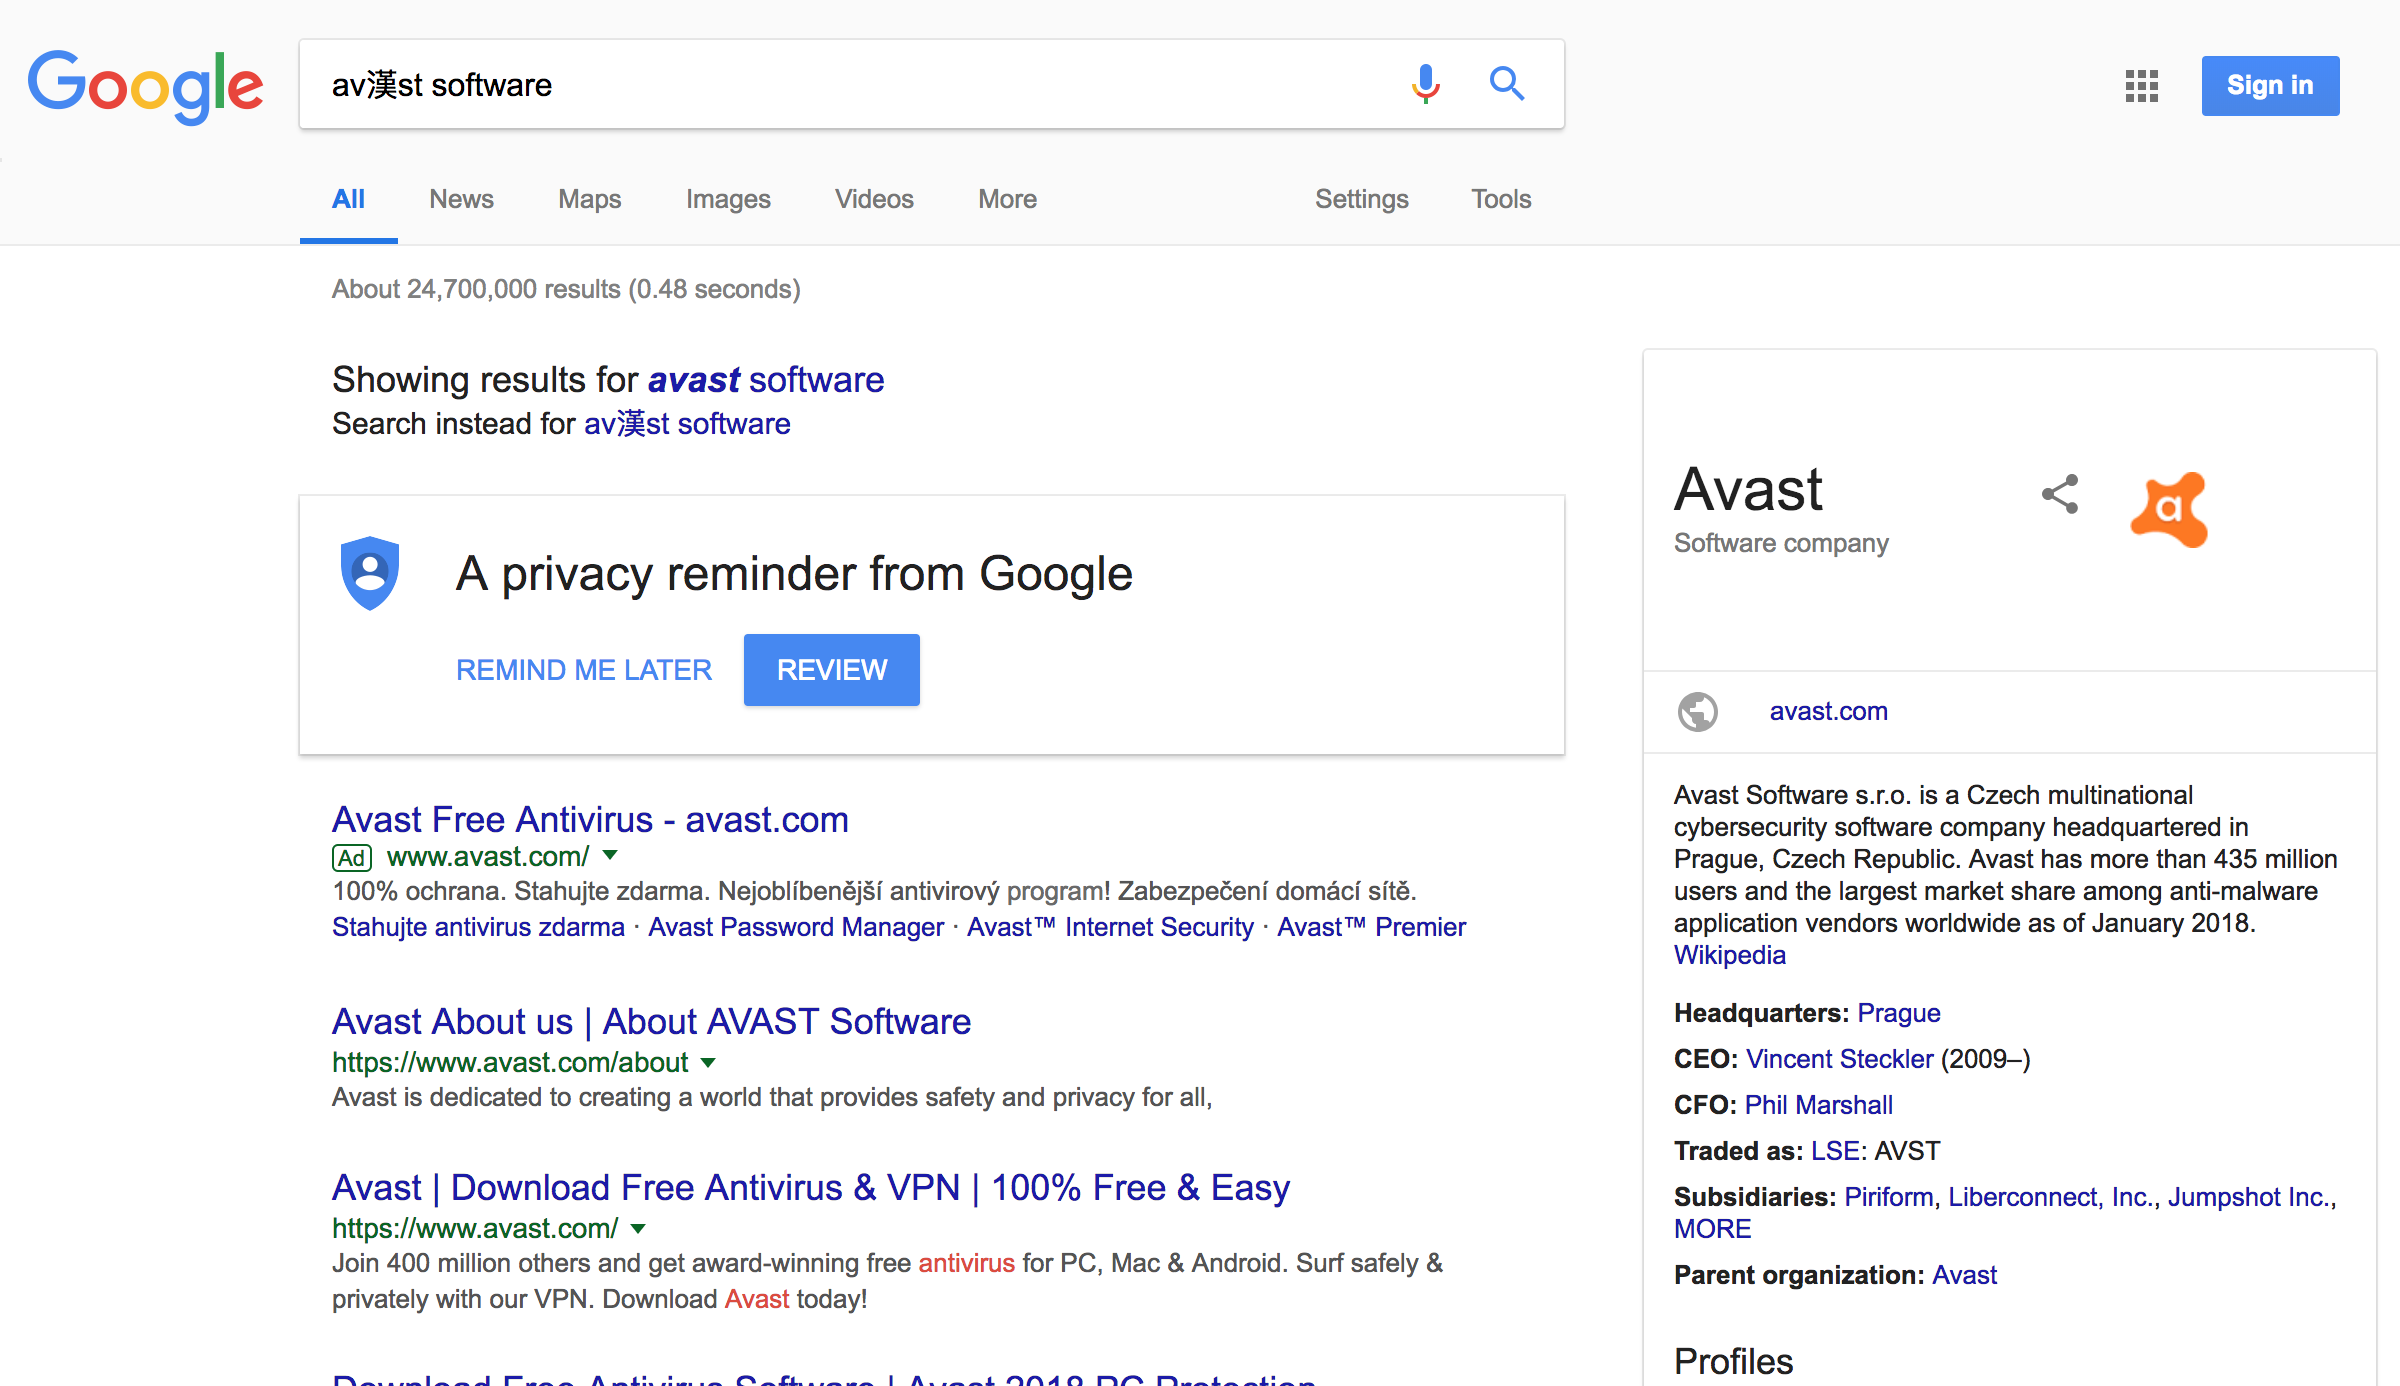 Google
av漢st software
Sign in
All News Maps Images Videos More Settings Tools
About 24,700,000 results (0.48 seconds)
Showing results for avast software
Search instead for av漢st software
A privacy reminder from Google
REMIND ME LATER REVIEW
Avast Free Antivirus - avast.com
Ad www.avast.com/
100% ochrana. Stahujte zdarma. Nejoblíbenější antivirový program! Zabezpečení domácí sítě.
Stahujte antivirus zdarma · Avast Password Manager · Avast™ Internet Security · Avast™ Premier
Avast About us | About AVAST Software
https://www.avast.com/about
Avast is dedicated to creating a world that provides safety and privacy for all,
Avast | Download Free Antivirus & VPN | 100% Free & Easy
https://www.avast.com/
Join 400 million others and get award-winning free antivirus for PC, Mac & Android. Surf safely &
privately with our VPN. Download Avast today!
Download Free Antivirus Software | Avast 2018 PC Protection
Avast
Software company
a
avast.com
Avast Software s.r.o. is a Czech multinational
cybersecurity software company headquartered in
Prague, Czech Republic. Avast has more than 435 million
users and the largest market share among anti-malware
application vendors worldwide as of January 2018.
Wikipedia
Headquarters: Prague
CEO: Vincent Steckler (2009–)
CFO: Phil Marshall
Traded as: LSE: AVST
Subsidiaries: Piriform, Liberconnect, Inc., Jumpshot Inc.,
MORE
Parent organization: Avast
Profiles